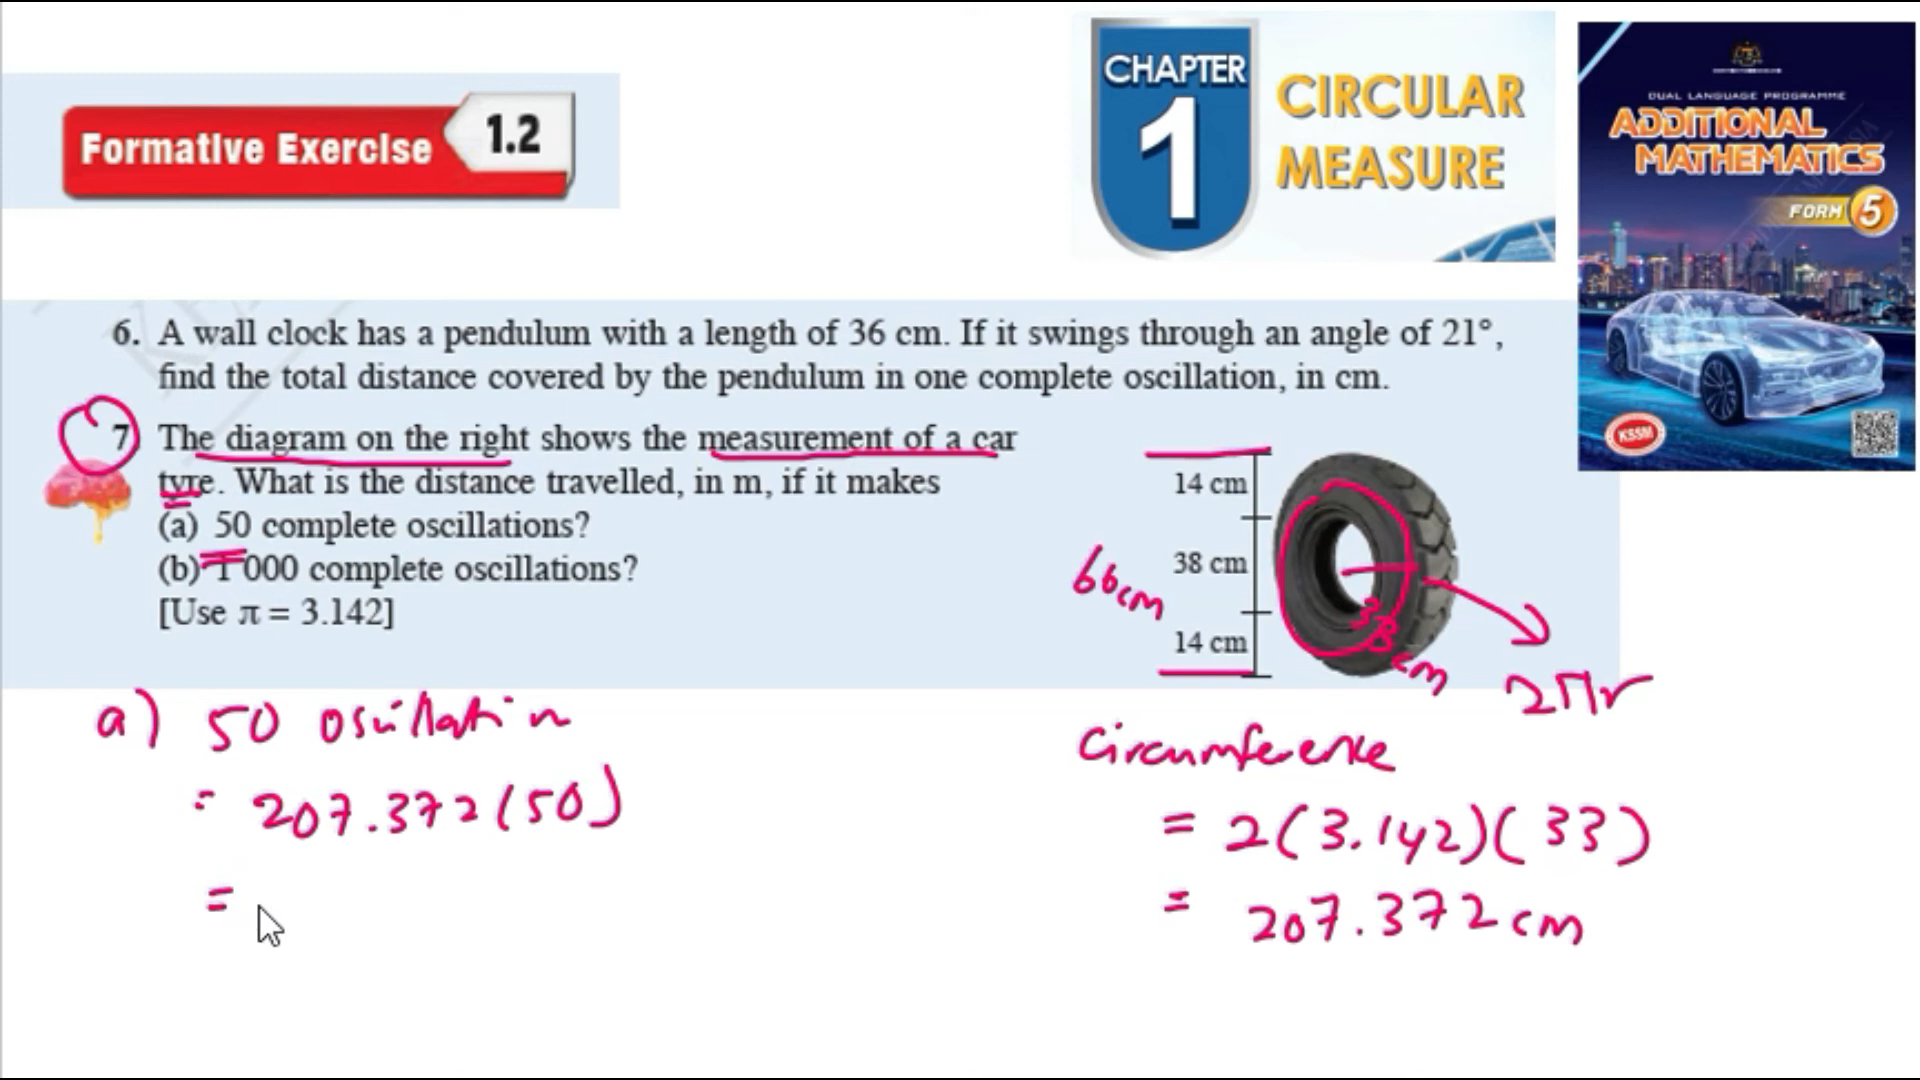 CHAPTER
1
CIRCULAR
MEASURE
DUAL LANGUAGE PROGRAMME
ADDITIONAL
MATHEMATICS
FORM 5
KSSM
Formative Exercise 1.2
6. A wall clock has a pendulum with a length of 36 cm. If it swings through an angle of 21°,
find the total distance covered by the pendulum in one complete oscillation, in cm.
7 The diagram on the right shows the measurement of a car
tyre. What is the distance travelled, in m, if it makes
(a) 50 complete oscillations?
(b) 1 000 complete oscillations?
[Use π = 3.142]
14 cm
38 cm
14 cm
66cm
33
cm
2πr
a) 50 oscillation
= 207.372(50)
=
Circumference
= 2(3.142)(33)
= 207.372cm